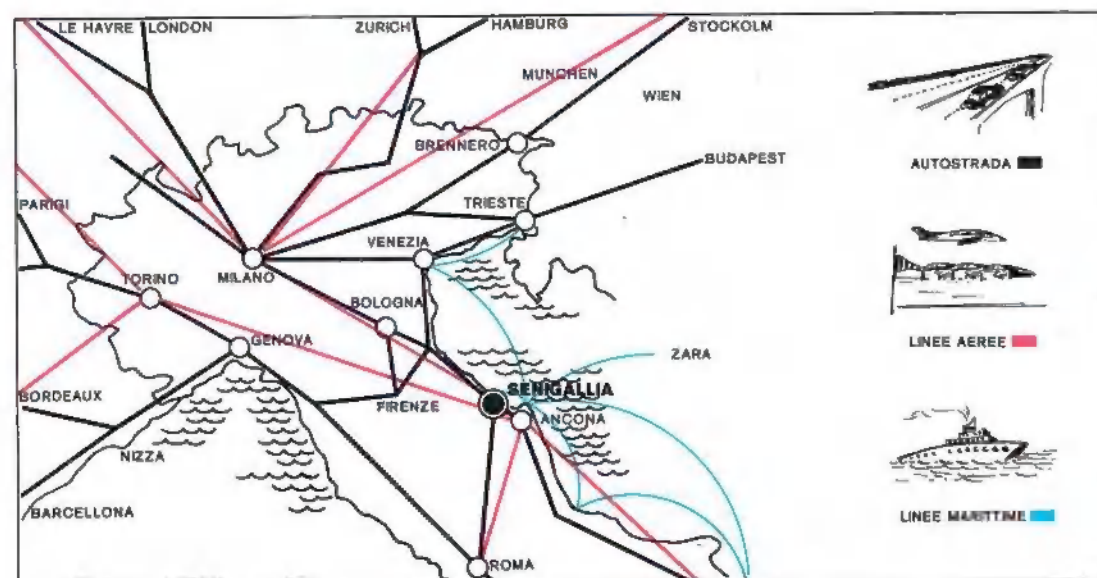 LE HAVRE
LONDON
ZURICH
HAMBURG
STOCKOLM
MUNCHEN
WIEN
BRENNERO
BUDAPEST
AUTOSTRADA
PARIGI
TRIESTE
VENEZIA
TORINO
MILANO
BOLOGNA
GENOVA
LINEE AEREE
ZARA
BORDEAUX
FIRENZE
SENIGALLIA
ANCONA
NIZZA
BARCELLONA
LINEE MARITTIME
ROMA